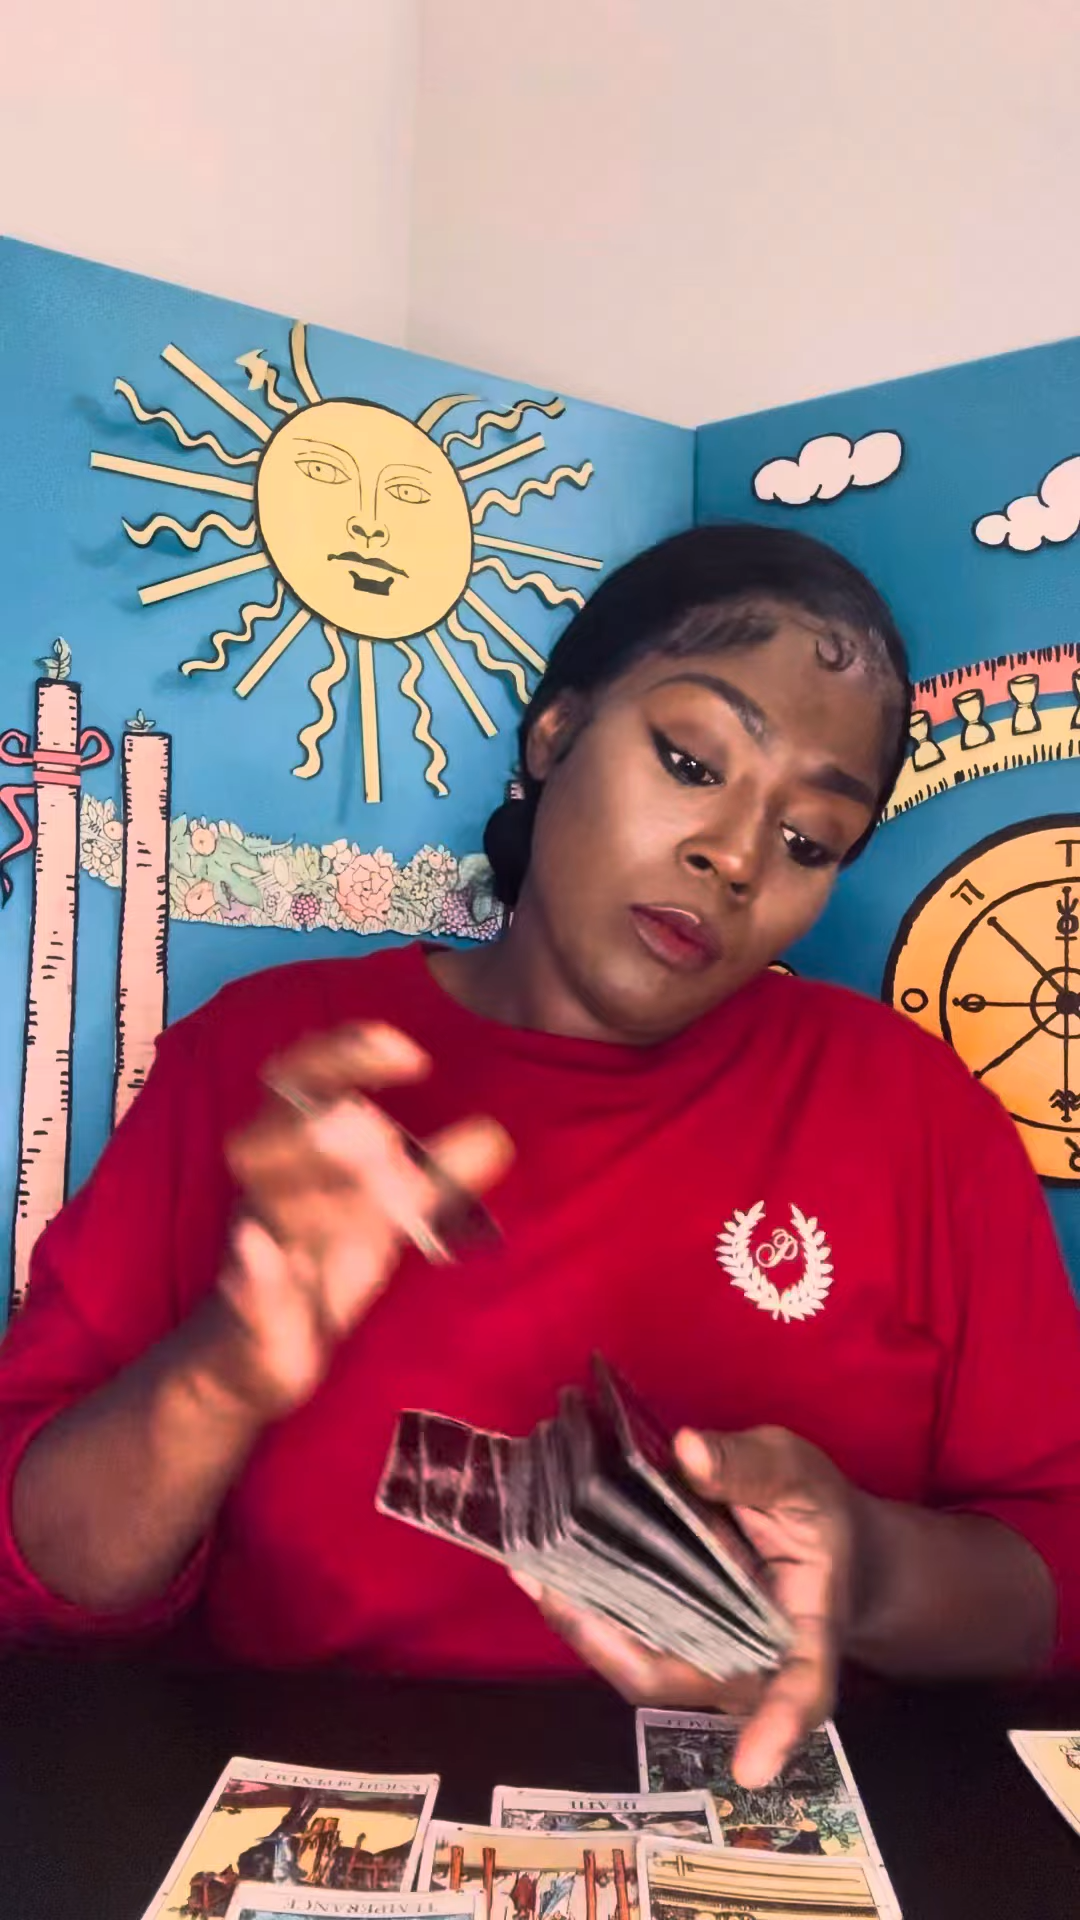 T
O
R
KNIGHT of PENTACLES
DEATH
TEMPERANCE